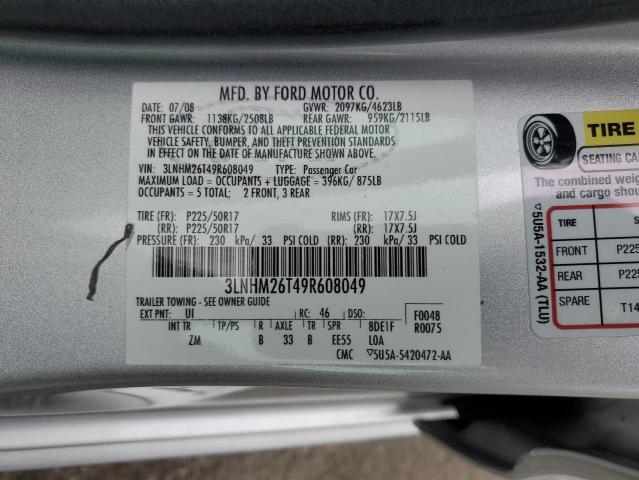 MFD. BY FORD MOTOR CO.
DATE: 07/08 GVWR: 2097KG/4623LB
FRONT GAWR: 1138KG/2508LB REAR GAWR: 959KG/2115LB
THIS VEHICLE CONFORMS TO ALL APPLICABLE FEDERAL MOTOR
VEHICLE SAFETY, BUMPER, AND THEFT PREVENTION STANDARDS
IN EFFECT ON THE DATE OF MANUFACTURE SHOWN ABOVE.
VIN: 3LNHM26T49R608049 TYPE: Passenger Car
MAXIMUM LOAD = OCCUPANTS + LUGGAGE = 396KG/ 875LB
OCCUPANTS = 5 TOTAL; 2 FRONT, 3 REAR
TIRE (FR): P225/50R17 RIMS (FR): 17X7.5J
(RR): P225/50R17 (RR): 17X7.5J
PRESSURE (FR): 230 kPa/ 33 PSI COLD (RR): 230 kPa/ 33 PSI COLD
3LNHM26T49R608049
TRAILER TOWING - SEE OWNER GUIDE
EXT PNT: UI RC: 46 DSO: F0048
INT TR TP/PS R AXLE TR SPR 8DE1F R0075
ZM B 33 B EE55 LOA
CMC ▽5U5A-5420472-AA
TIRE
SEATING CA
The combined weig
and cargo shou
▽5U5A-1532-AA (TLU)
TIRE S
FRONT P225
REAR P225
SPARE T14